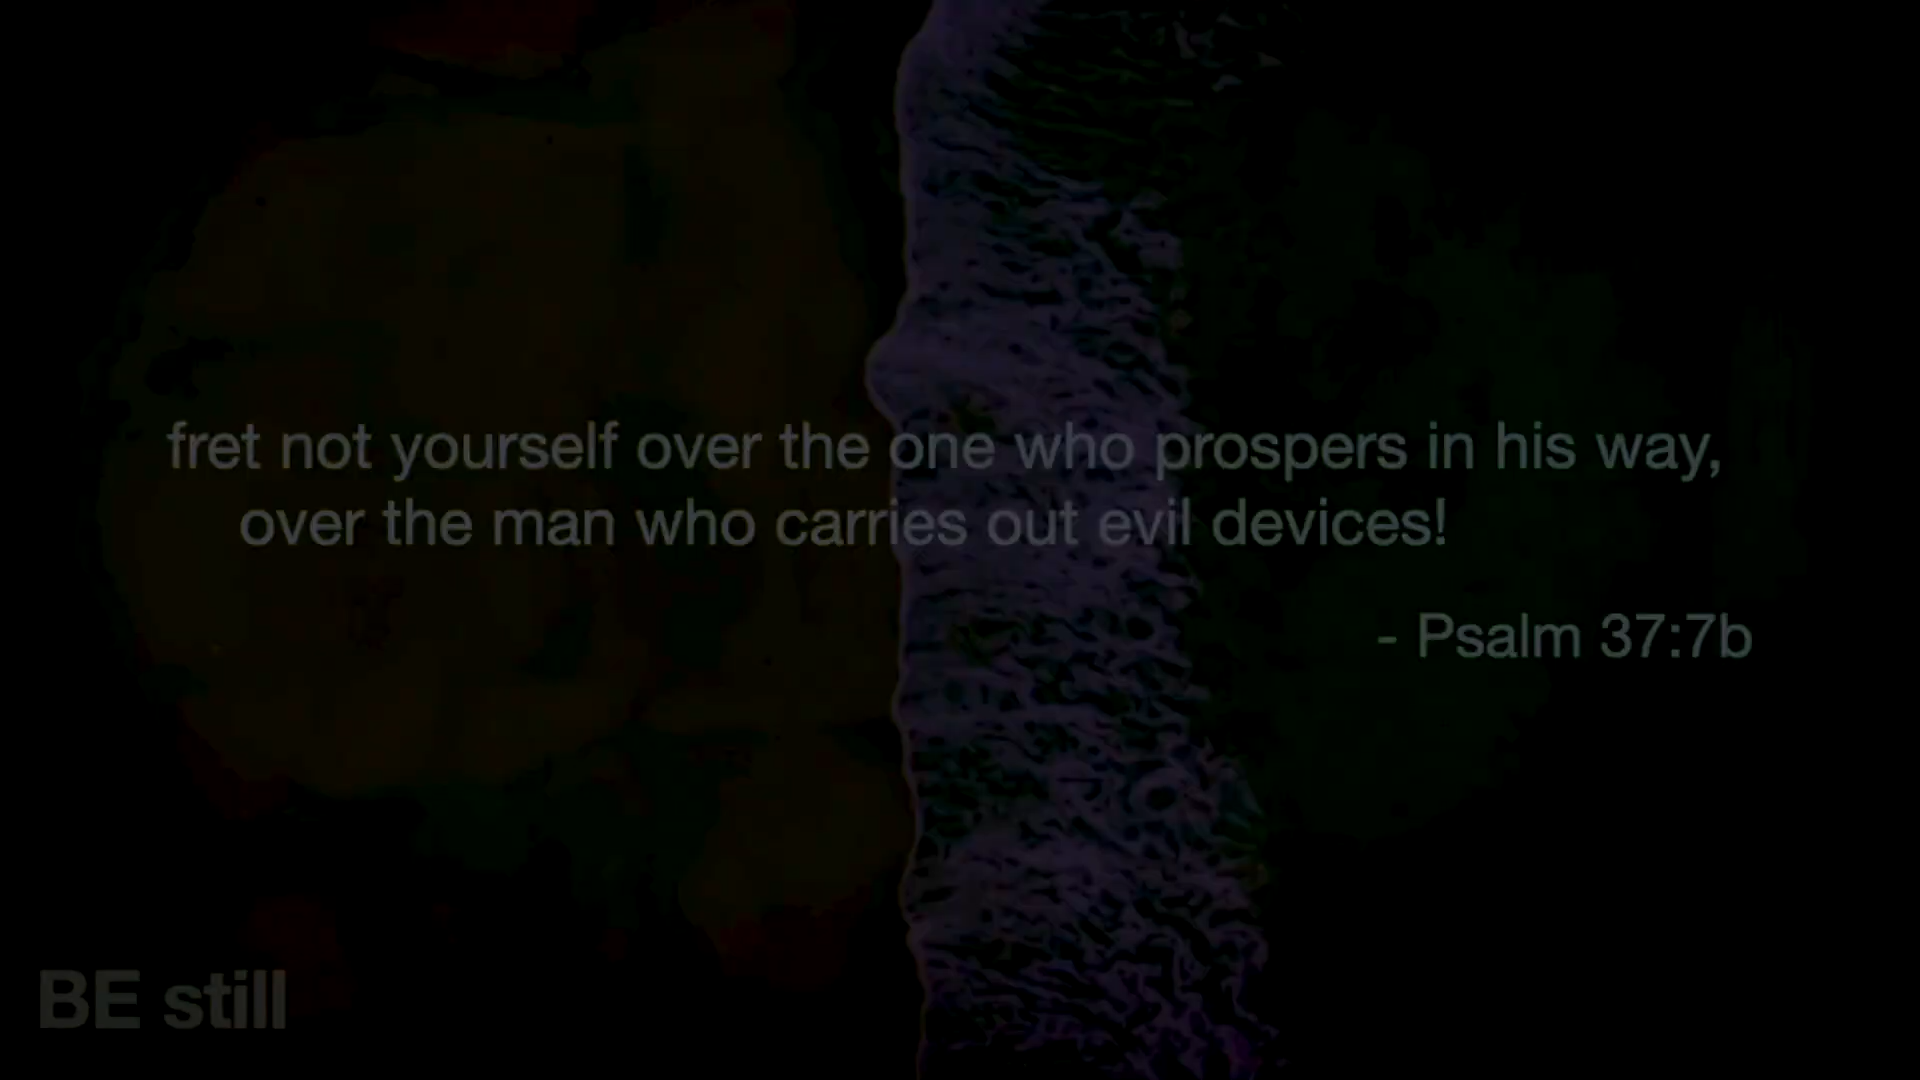 fret not yourself over the one who prospers in his way,
over the man who carries out evil devices!
- Psalm 37:7b
BE still